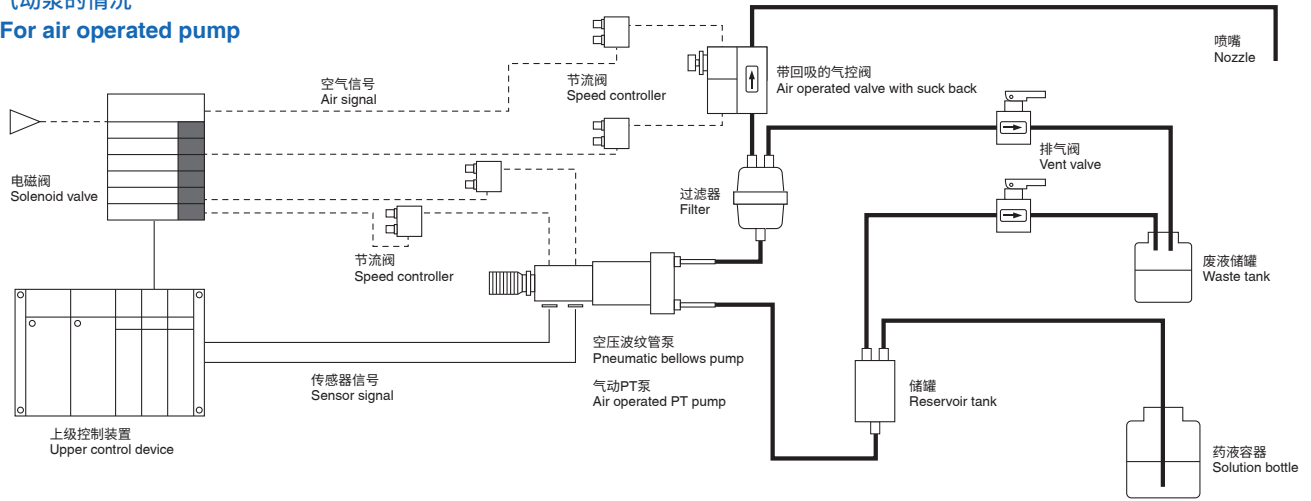 气动泵的情况
For air operated pump
喷嘴
Nozzle
空气信号
Air signal
节流阀
Speed controller
带回吸的气控阀
Air operated valve with suck back
排气阀
Vent valve
电磁阀
Solenoid valve
过滤器
Filter
节流阀
Speed controller
废液储罐
Waste tank
空压波纹管泵
Pneumatic bellows pump
气动PT泵
Air operated PT pump
传感器信号
Sensor signal
储罐
Reservoir tank
上级控制装置
Upper control device
药液容器
Solution bottle